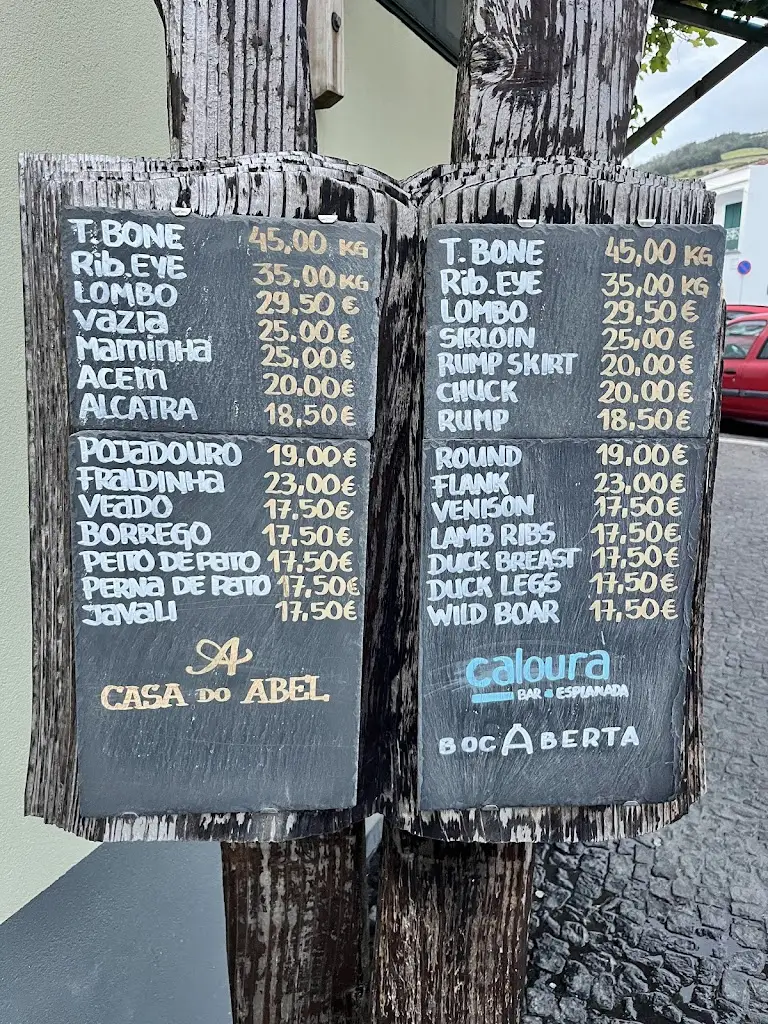 T.BONE 45,00 KG
Rib.EYE 35.00 KG
LOMBO 29.50 €
vazia 25.00 €
Maminha 25,00€
ACEM 20.00€
ALCATRA 18,50€
POJADOURO 19,00€
FRALDINHA 23,00€
VEADO 17.50€
BORREGO 17,50€
PEITO DE PATO 17,50€
PERNA DE PATO 17,50€
JAVALI 17.50€
A
CASA DO ABEL
T. BONE 45,00 KG
Rib.EYE 35,00 KG
LOMBO 29,50€
SIRLOIN 25,00€
RUMP SKIRT 20,00€
CHUCK 20,00€
RUMP 18,50€
ROUND 19,00€
FLANK 23,00€
VENISON 17,50€
LAMB RIBS 17,50€
DUCK BREAST 17,50€
DUCK LEGS 17,50€
WILD BOAR 17,50€
caloura
BAR & ESPLANADA
BOCABERTA